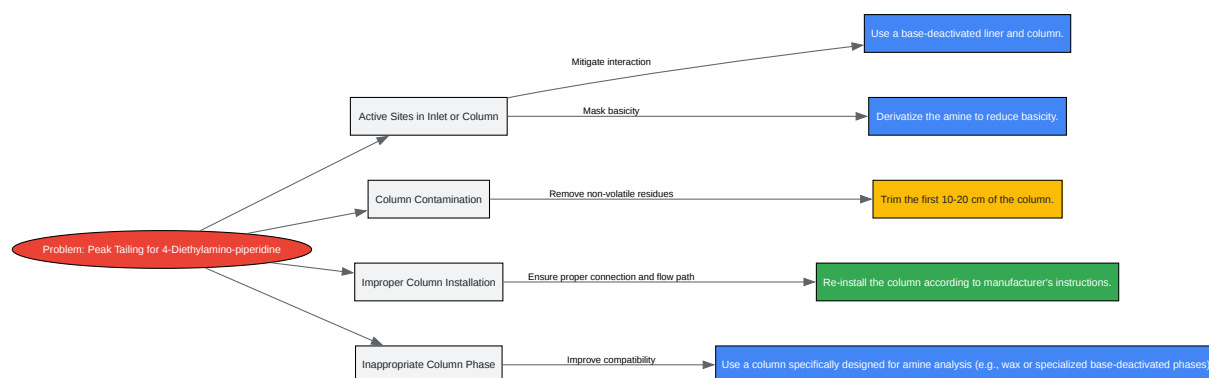 Use a base-deactivated liner and column.
Mitigate interaction
Active Sites in Inlet or Column
Mask basicity
Derivatize the amine to reduce basicity.
Column Contamination
Remove non-volatile residues
Trim the first 10-20 cm of the column.
Problem: Peak Tailing for 4-Diethylamino-piperidine
Improper Column Installation
Ensure proper connection and flow path
Re-install the column according to manufacturer's instructions.
Inappropriate Column Phase
Improve compatibility
Use a column specifically designed for amine analysis (e.g., wax or specialized base-deactivated phases)